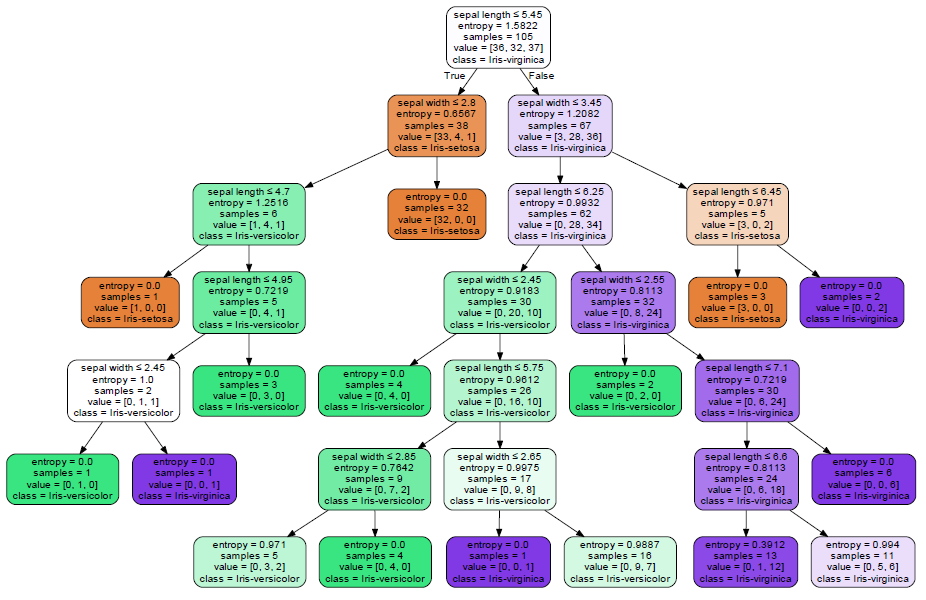 sepal length ≤ 5.45
entropy = 1.5822
samples = 105
value = [36, 32, 37]
class = Iris-virginica
True
False
sepal width ≤ 2.8
entropy = 0.6567
samples = 38
value = [33, 4, 1]
class = Iris-setosa
sepal width ≤ 3.45
entropy = 1.2082
samples = 67
value = [3, 28, 36]
class = Iris-virginica
sepal length ≤ 4.7
entropy = 1.2516
samples = 6
value = [1, 4, 1]
class = Iris-versicolor
entropy = 0.0
samples = 32
value = [32, 0, 0]
class = Iris-setosa
sepal length ≤ 6.25
entropy = 0.9932
samples = 62
value = [0, 28, 34]
class = Iris-virginica
sepal length ≤ 6.45
entropy = 0.971
samples = 5
value = [3, 0, 2]
class = Iris-setosa
entropy = 0.0
samples = 1
value = [1, 0, 0]
class = Iris-setosa
sepal length ≤ 4.95
entropy = 0.7219
samples = 5
value = [0, 4, 1]
class = Iris-versicolor
sepal width ≤ 2.45
entropy = 0.9183
samples = 30
value = [0, 20, 10]
class = Iris-versicolor
sepal width ≤ 2.55
entropy = 0.8113
samples = 32
value = [0, 8, 24]
class = Iris-virginica
entropy = 0.0
samples = 3
value = [3, 0, 0]
class = Iris-setosa
entropy = 0.0
samples = 2
value = [0, 0, 2]
class = Iris-virginica
sepal width ≤ 2.45
entropy = 1.0
samples = 2
value = [0, 1, 1]
class = Iris-versicolor
entropy = 0.0
samples = 3
value = [0, 3, 0]
class = Iris-versicolor
entropy = 0.0
samples = 4
value = [0, 4, 0]
class = Iris-versicolor
sepal length ≤ 5.75
entropy = 0.9612
samples = 26
value = [0, 16, 10]
class = Iris-versicolor
entropy = 0.0
samples = 2
value = [0, 2, 0]
class = Iris-versicolor
sepal length ≤ 7.1
entropy = 0.7219
samples = 30
value = [0, 6, 24]
class = Iris-virginica
entropy = 0.0
samples = 1
value = [0, 1, 0]
class = Iris-versicolor
entropy = 0.0
samples = 1
value = [0, 0, 1]
class = Iris-virginica
sepal width ≤ 2.85
entropy = 0.7642
samples = 9
value = [0, 7, 2]
class = Iris-versicolor
sepal width ≤ 2.65
entropy = 0.9975
samples = 17
value = [0, 9, 8]
class = Iris-versicolor
sepal length ≤ 6.6
entropy = 0.8113
samples = 24
value = [0, 6, 18]
class = Iris-virginica
entropy = 0.0
samples = 6
value = [0, 0, 6]
class = Iris-virginica
entropy = 0.971
samples = 5
value = [0, 3, 2]
class = Iris-versicolor
entropy = 0.0
samples = 4
value = [0, 4, 0]
class = Iris-versicolor
entropy = 0.0
samples = 1
value = [0, 0, 1]
class = Iris-virginica
entropy = 0.9887
samples = 16
value = [0, 9, 7]
class = Iris-versicolor
entropy = 0.3912
samples = 13
value = [0, 1, 12]
class = Iris-virginica
entropy = 0.994
samples = 11
value = [0, 5, 6]
class = Iris-virginica